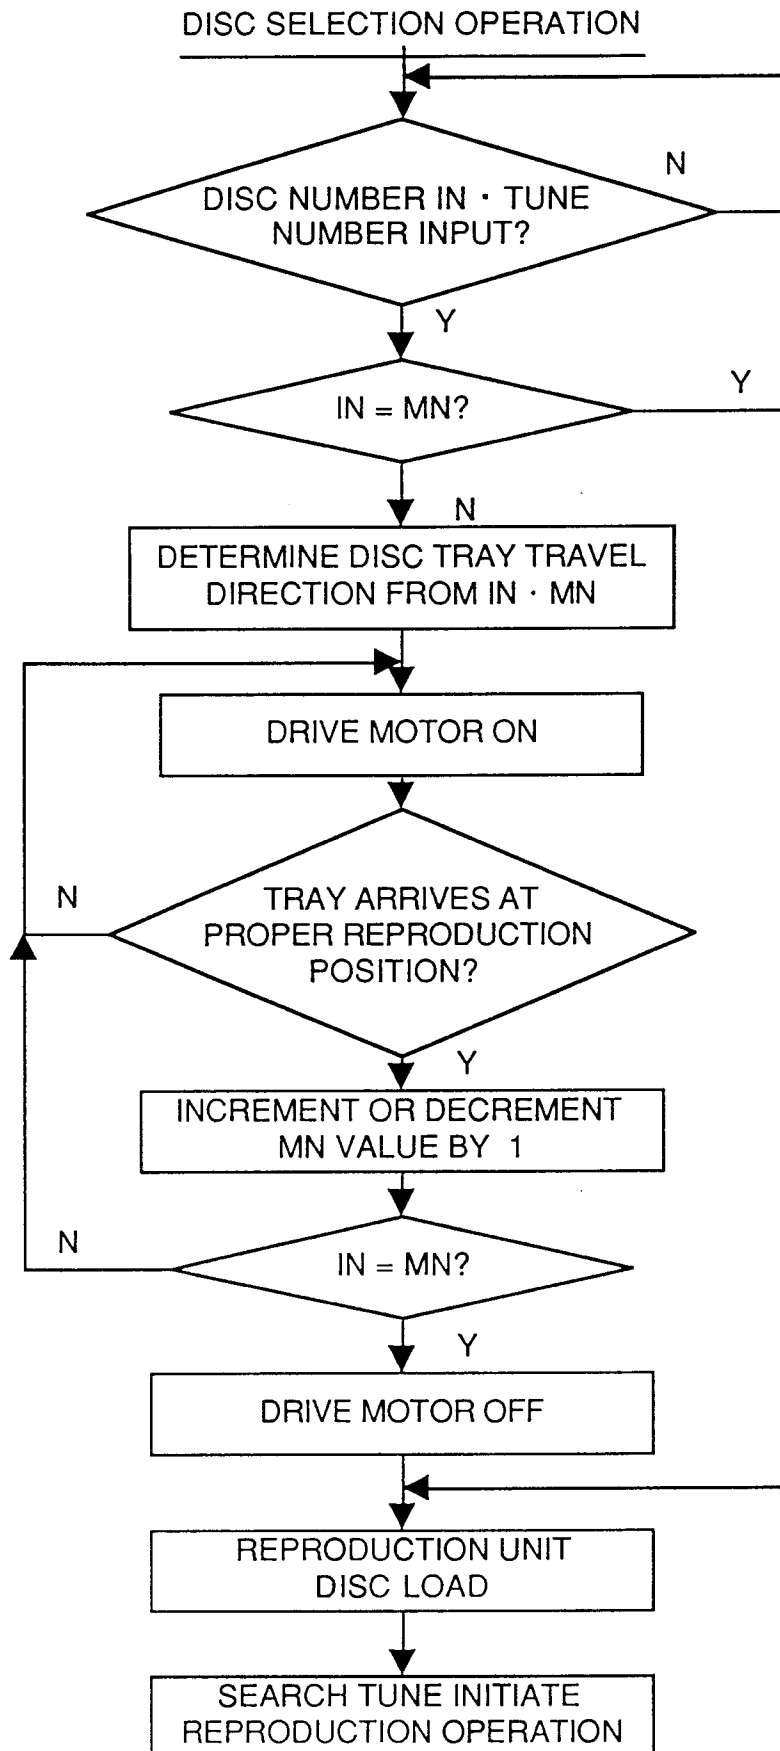 DISC SELECTION OPERATION
N
DISC NUMBER IN · TUNE
NUMBER INPUT?
Y
Y
IN = MN?
N
DETERMINE DISC TRAY TRAVEL
DIRECTION FROM IN · MN
DRIVE MOTOR ON
N
TRAY ARRIVES AT
PROPER REPRODUCTION
POSITION?
Y
INCREMENT OR DECREMENT
MN VALUE BY 1
N
IN = MN?
Y
DRIVE MOTOR OFF
REPRODUCTION UNIT
DISC LOAD
SEARCH TUNE INITIATE
REPRODUCTION OPERATION